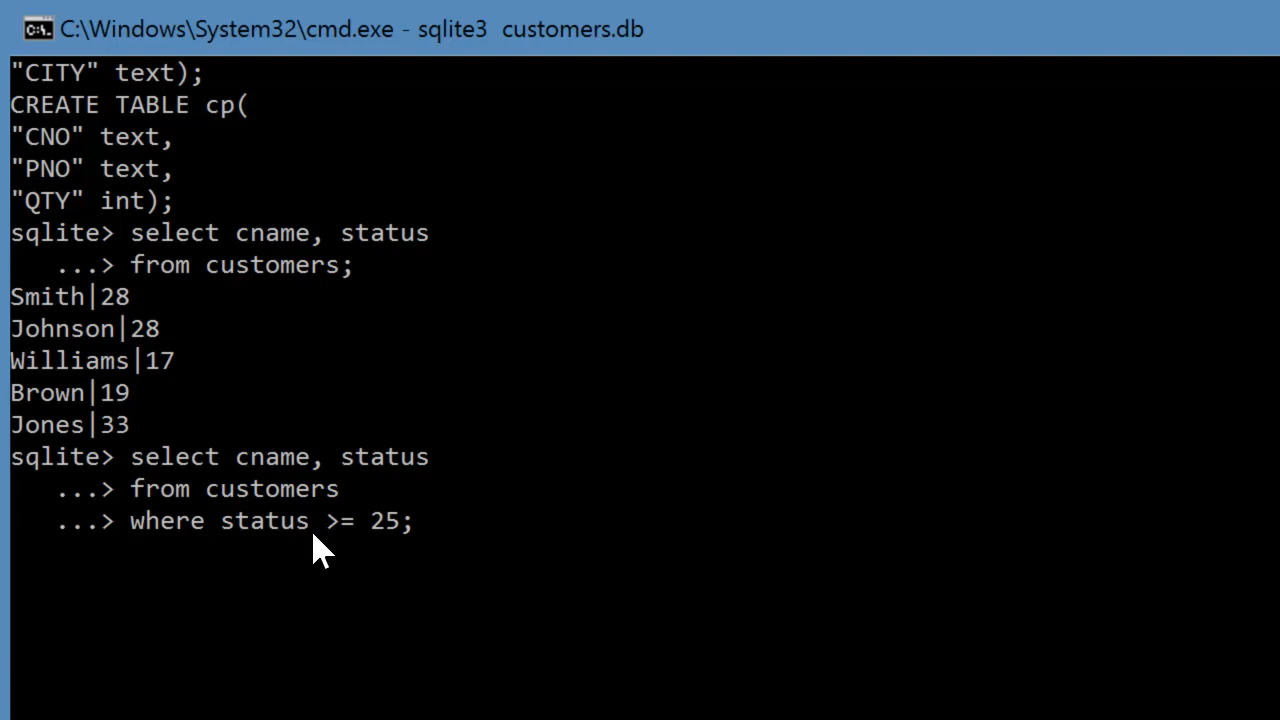 C:\Windows\System32\cmd.exe - sqlite3  customers.db
"CITY" text);
CREATE TABLE cp(
"CNO" text,
"PNO" text,
"QTY" int);
sqlite> select cname, status
   ...> from customers;
Smith|28
Johnson|28
Williams|17
Brown|19
Jones|33
sqlite> select cname, status
   ...> from customers
   ...> where status >= 25;